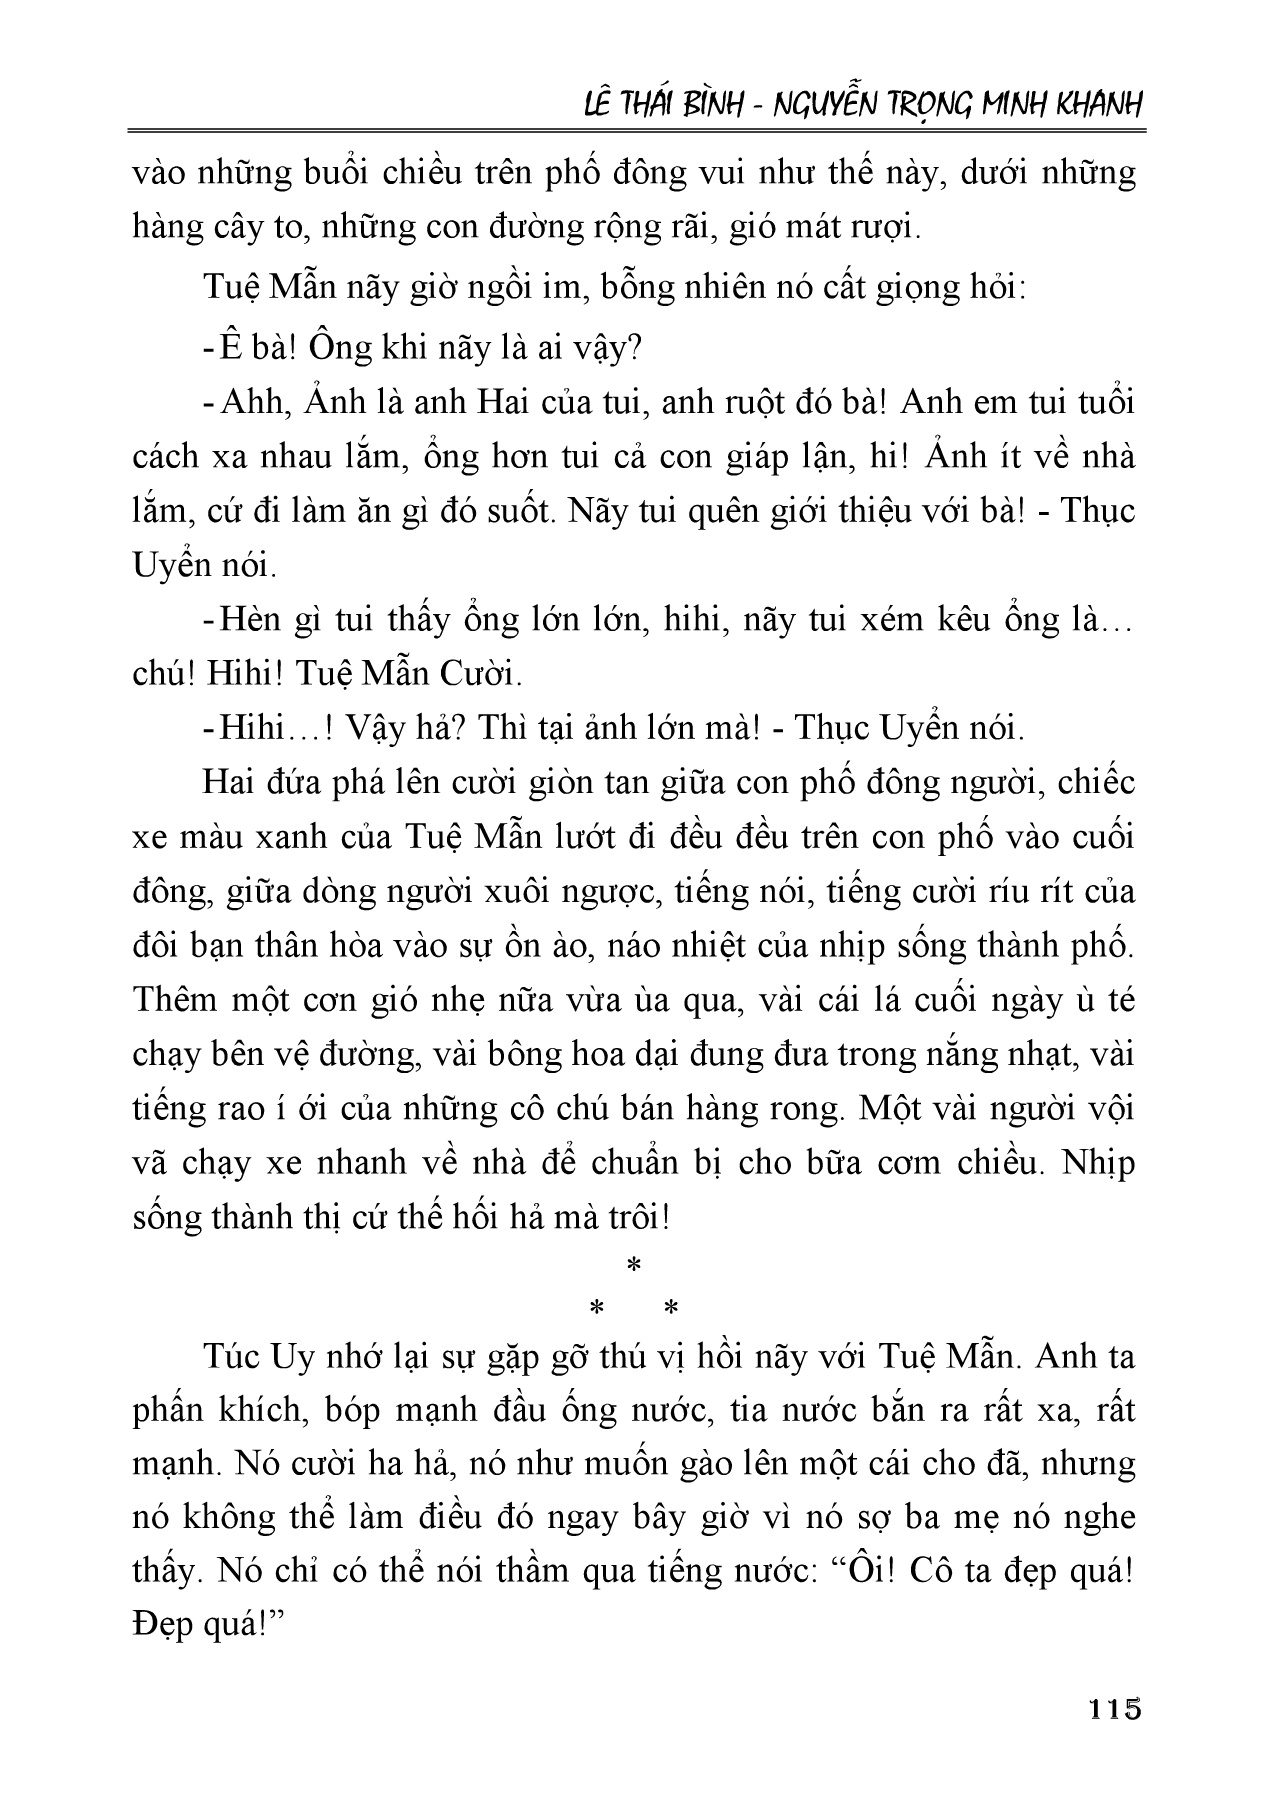 LÊ THÁI BÌNH - NGUYỄN TRỌNG MINH KHANH
vào những buổi chiều trên phố đông vui như thế này, dưới những
hàng cây to, những con đường rộng rãi, gió mát rượi.
Tuệ Mẫn nãy giờ ngồi im, bỗng nhiên nó cất giọng hỏi:
- Ê bà! Ông khi nãy là ai vậy?
- Ahh, Ảnh là anh Hai của tui, anh ruột đó bà! Anh em tui tuổi
cách xa nhau lắm, ổng hơn tui cả con giáp lận, hi! Ảnh ít về nhà
lắm, cứ đi làm ăn gì đó suốt. Nãy tui quên giới thiệu với bà! - Thục
Uyển nói.
- Hèn gì tui thấy ổng lớn lớn, hihi, nãy tui xém kêu ổng là…
chú! Hihi! Tuệ Mẫn Cười.
- Hihi…! Vậy hả? Thì tại ảnh lớn mà! - Thục Uyển nói.
Hai đứa phá lên cười giòn tan giữa con phố đông người, chiếc
xe màu xanh của Tuệ Mẫn lướt đi đều đều trên con phố vào cuối
đông, giữa dòng người xuôi ngược, tiếng nói, tiếng cười ríu rít của
đôi bạn thân hòa vào sự ồn ào, náo nhiệt của nhịp sống thành phố.
Thêm một cơn gió nhẹ nữa vừa ùa qua, vài cái lá cuối ngày ù té
chạy bên vệ đường, vài bông hoa dại đung đưa trong nắng nhạt, vài
tiếng rao í ới của những cô chú bán hàng rong. Một vài người vội
vã chạy xe nhanh về nhà để chuẩn bị cho bữa cơm chiều. Nhịp
sống thành thị cứ thế hối hả mà trôi!
*
* *
Túc Uy nhớ lại sự gặp gỡ thú vị hồi nãy với Tuệ Mẫn. Anh ta
phấn khích, bóp mạnh đầu ống nước, tia nước bắn ra rất xa, rất
mạnh. Nó cười ha hả, nó như muốn gào lên một cái cho đã, nhưng
nó không thể làm điều đó ngay bây giờ vì nó sợ ba mẹ nó nghe
thấy. Nó chỉ có thể nói thầm qua tiếng nước: “Ôi! Cô ta đẹp quá!
Đẹp quá!”
115